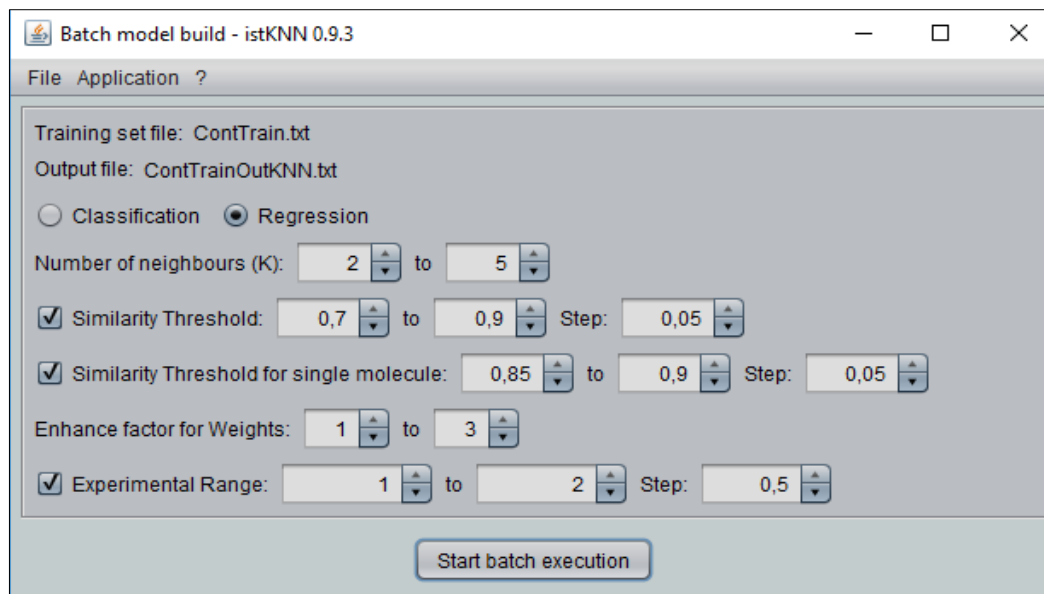 Batch model build - istKNN 0.9.3
File Application ?
Training set file: ContTrain.txt
Output file: ContTrainOutKNN.txt
Classification Regression
Number of neighbours (K): 2 to 5
Similarity Threshold: 0,7 to 0,9 Step: 0,05
Similarity Threshold for single molecule: 0,85 to 0,9 Step: 0,05
Enhance factor for Weights: 1 to 3
Experimental Range: 1 to 2 Step: 0,5
Start batch execution